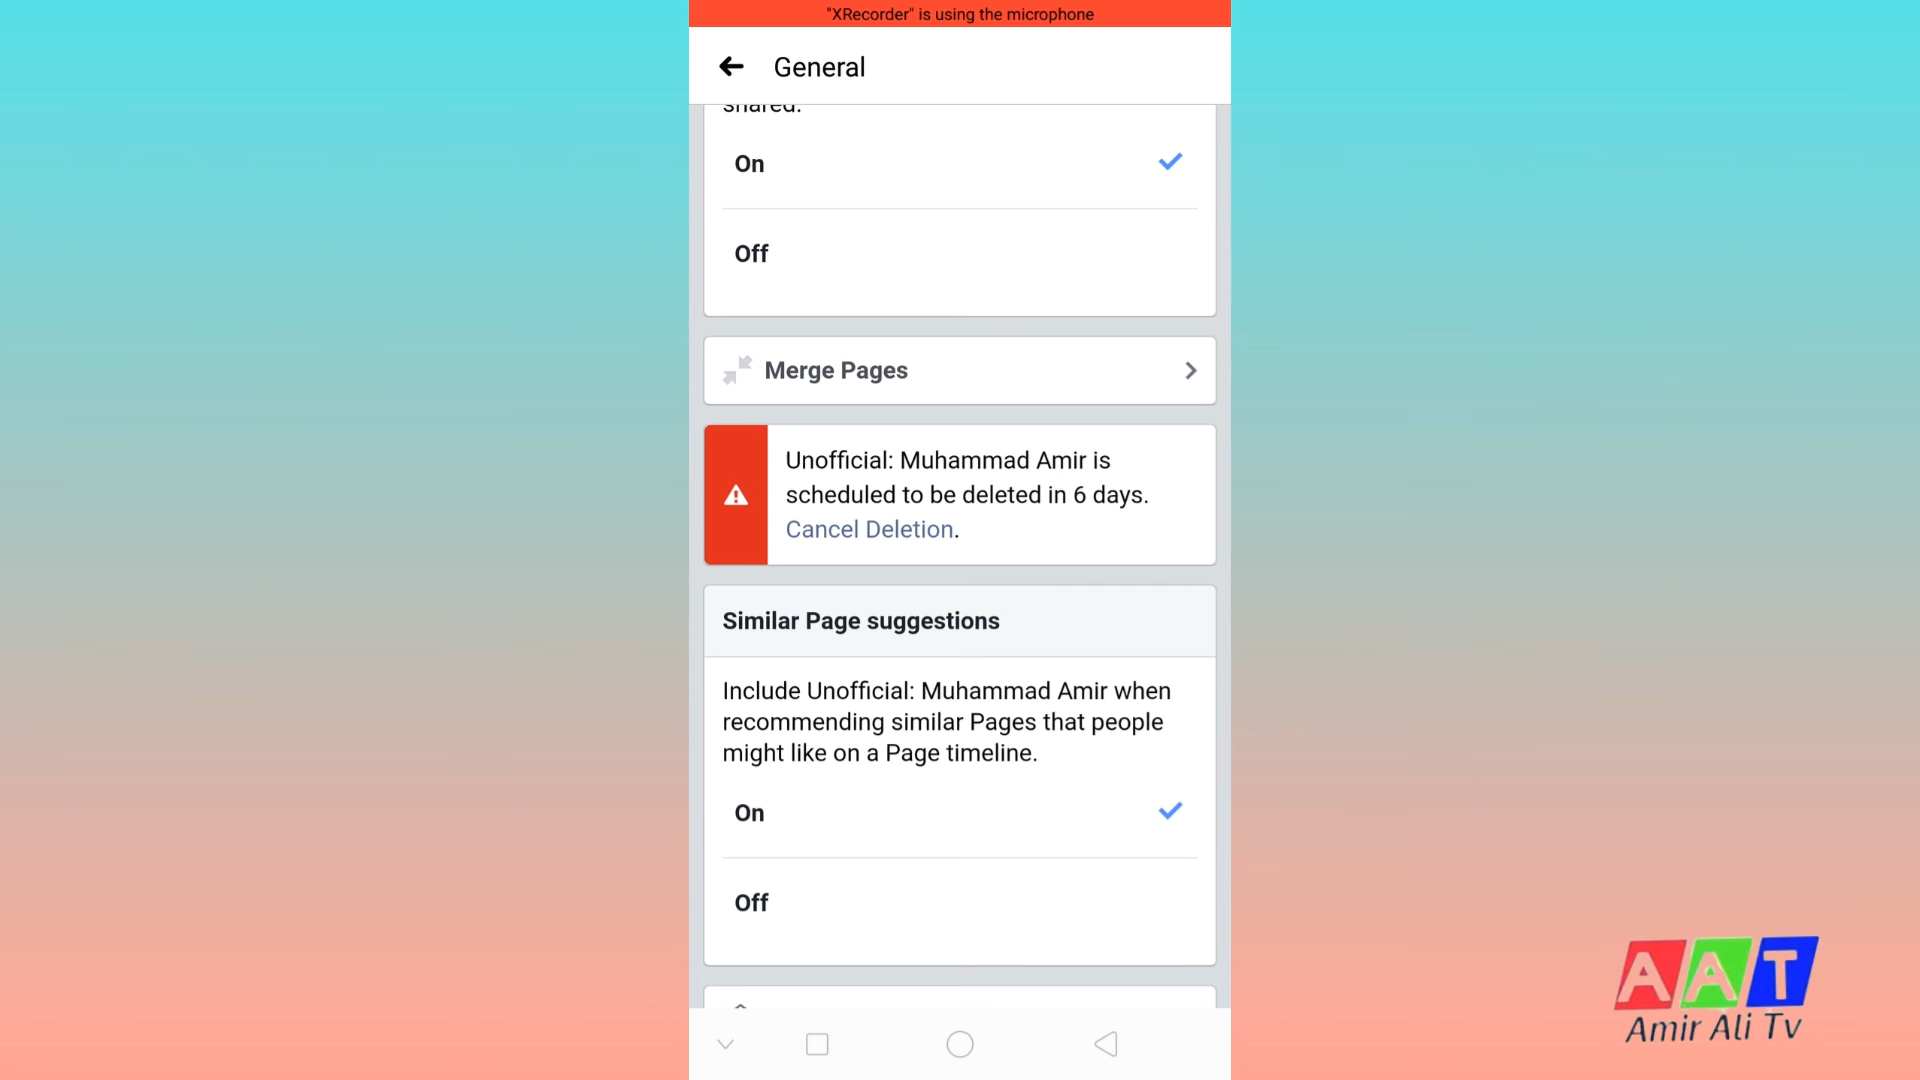 "XRecorder" is using the microphone
General
shared.
On
Off
Merge Pages
Unofficial: Muhammad Amir is
scheduled to be deleted in 6 days.
Cancel Deletion.
Similar Page suggestions
Include Unofficial: Muhammad Amir when
recommending similar Pages that people
might like on a Page timeline.
On
Off
AAT
Amir Ali Tv